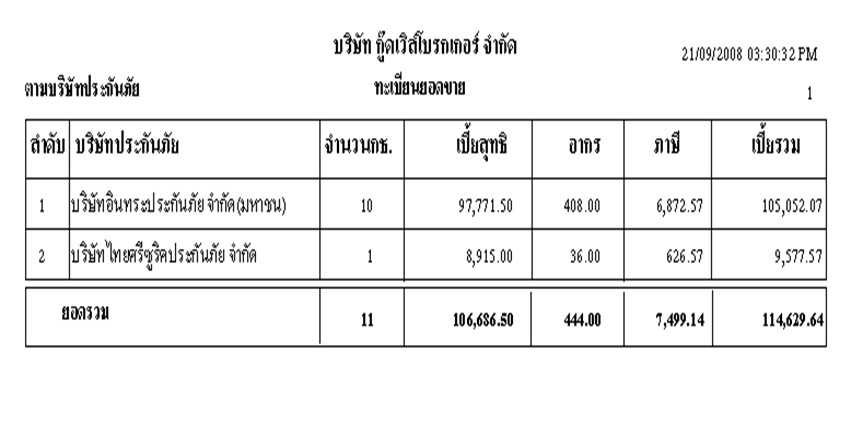 บริษัท กู๊ดเวิสโบรกเกอร์ จำกัด
21/09/2008 03:30:32 PM
ตามบริษัทประกันภัย ทะเบียนยอดขาย 1
ลำดับ บริษัทประกันภัย จำนวนกธ. เบี้ยสุทธิ อากร ภาษี เบี้ยรวม
1 บริษัทอินทรประกันภัย จำกัด(มหาชน) 10 97,771.50 408.00 6,872.57 105,052.07
2 บริษัทไทยศรีซูริคประกันภัย จำกัด 1 8,915.00 36.00 626.57 9,577.57
ยอดรวม 11 106,686.50 444.00 7,499.14 114,629.64